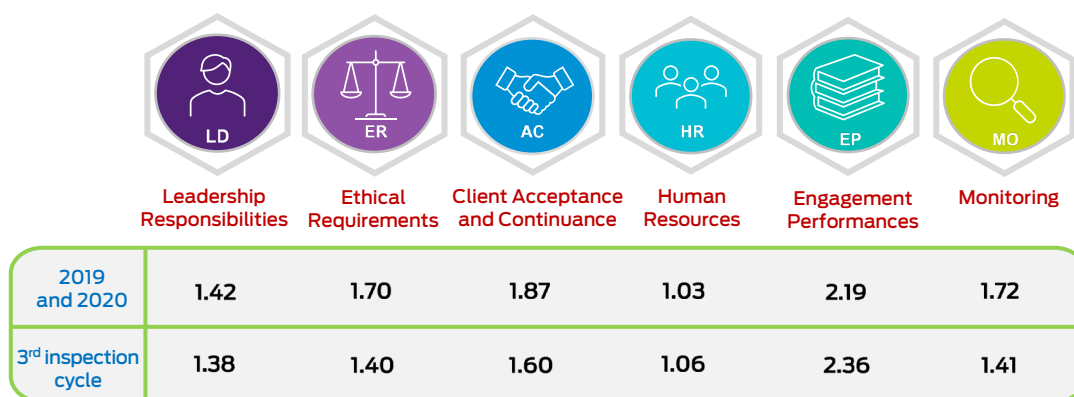 LD
ER
AC
HR
EP
MO
Leadership
Responsibilities
Ethical
Requirements
Client Acceptance
and Continuance
Human
Resources
Engagement
Performances
Monitoring
2019
and 2020
1.42
1.70
1.87
1.03
2.19
1.72
3rd inspection
cycle
1.38
1.40
1.60
1.06
2.36
1.41